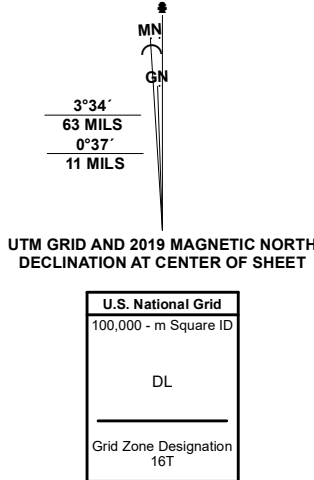 MN
GN
3°34´
63 MILS
0°37´
11 MILS
UTM GRID AND 2019 MAGNETIC NORTH
DECLINATION AT CENTER OF SHEET
U.S. National Grid
100,000 - m Square ID
DL
Grid Zone Designation
16T